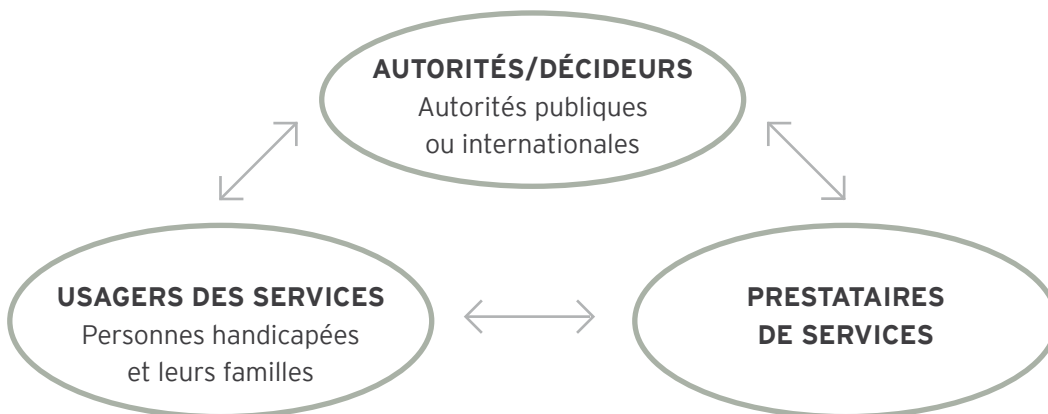 AUTORITÉS/DÉCIDEURS
Autorités publiques
ou internationales
USAGERS DES SERVICES
Personnes handicapées
et leurs familles
PRESTATAIRES
DE SERVICES